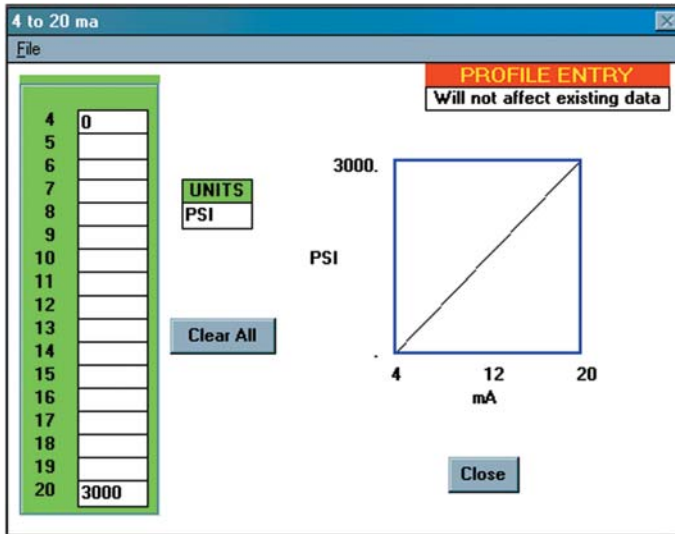 4 to 20 ma
File
PROFILE ENTRY
Will not affect existing data
4 0
5
6
7
8
9
10
11
12
13
14
15
16
17
18
19
20 3000
UNITS
PSI
Clear All
3000.
PSI
.
4 12 20
mA
Close